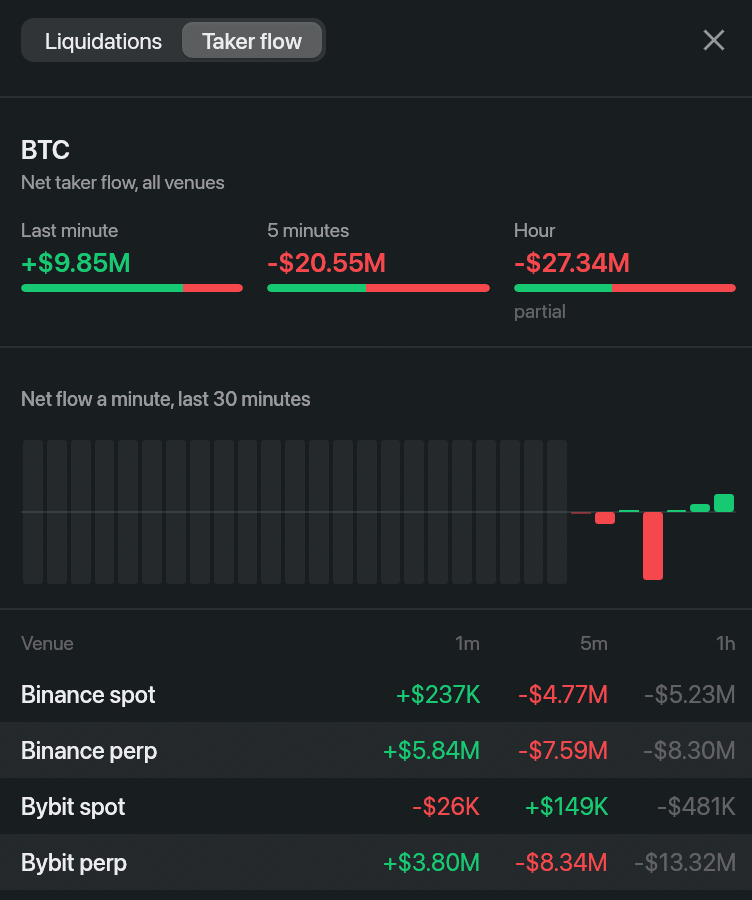 Liquidations Taker flow
BTC
Net taker flow, all venues
Last minute 5 minutes Hour
+$9.85M -$20.55M -$27.34M
partial
Net flow a minute, last 30 minutes
Venue 1m 5m 1h
Binance spot +$237K -$4.77M -$5.23M
Binance perp +$5.84M -$7.59M -$8.30M
Bybit spot -$26K +$149K -$481K
Bybit perp +$3.80M -$8.34M -$13.32M